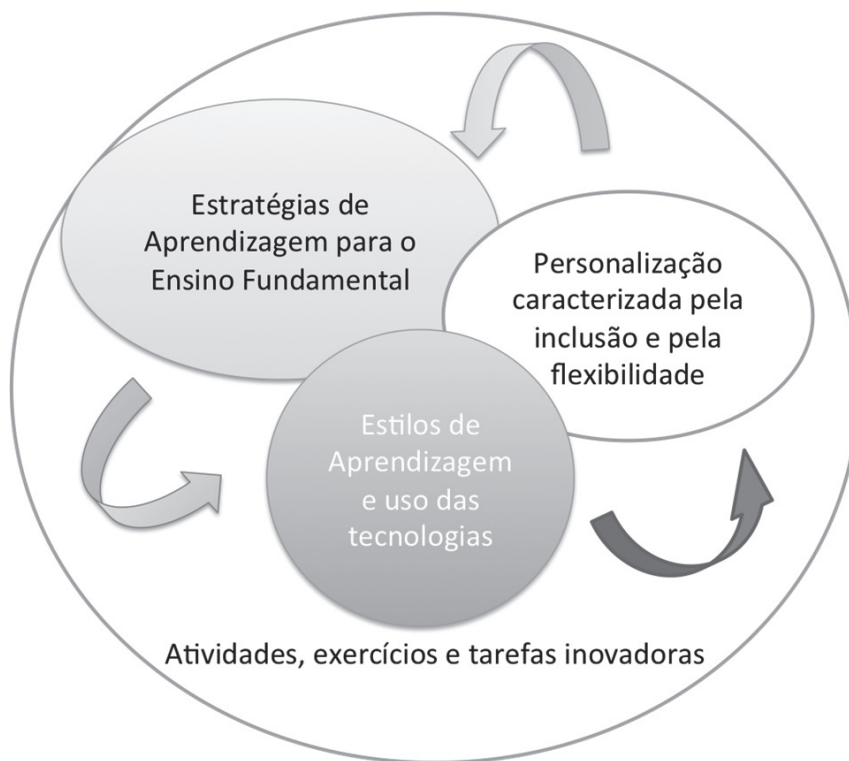 Estratégias de
Aprendizagem para o
Ensino Fundamental
Personalização
caracterizada pela
inclusão e pela
flexibilidade
Estilos de
Aprendizagem
e uso das
tecnologias
Atividades, exercícios e tarefas inovadoras